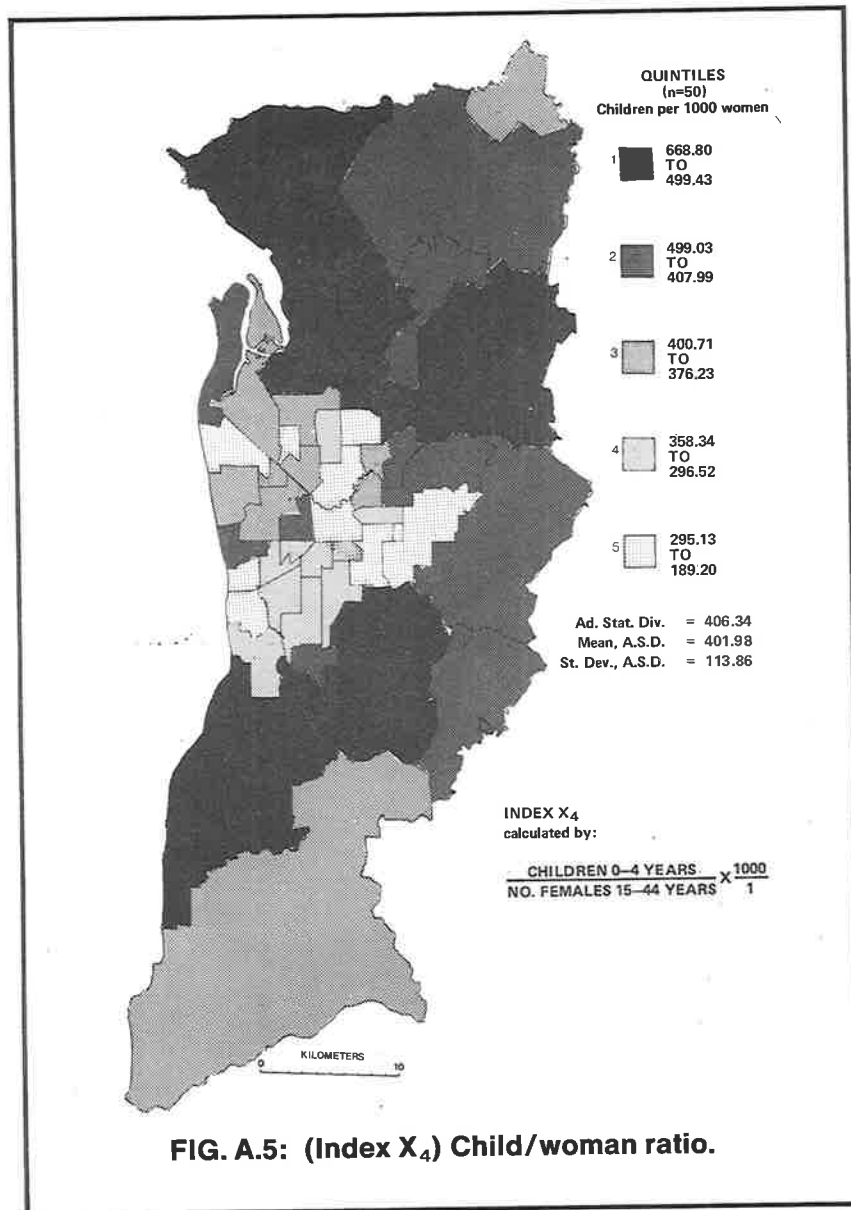 QUINTILES
(n=50)
Children per 1000 women
1 668.80
TO
499.43
2 499.03
TO
407.99
3 400.71
TO
376.23
4 358.34
TO
296.52
5 295.13
TO
189.20
Ad. Stat. Div. = 406.34
Mean, A.S.D. = 401.98
St. Dev., A.S.D. = 113.86
INDEX X4
calculated by:
CHILDREN 0–4 YEARS
NO. FEMALES 15–44 YEARS X 1000
1
KILOMETERS
0 10
FIG. A.5: (Index X4) Child/woman ratio.